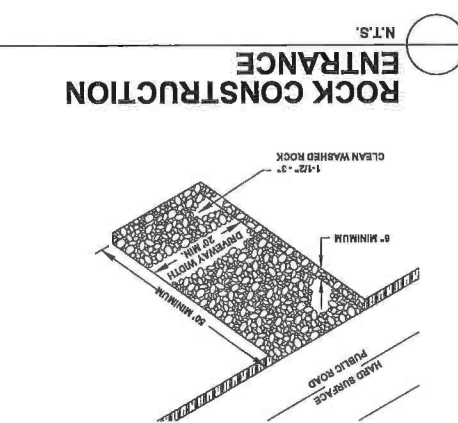 HARD SURFACE
PUBLIC ROAD
50' MINIMUM
6" MINIMUM
DRIVEWAY WIDTH
20' MIN.
1-1/2" - 3"
CLEAN WASHED ROCK
ROCK CONSTRUCTION
ENTRANCE
N.T.S.